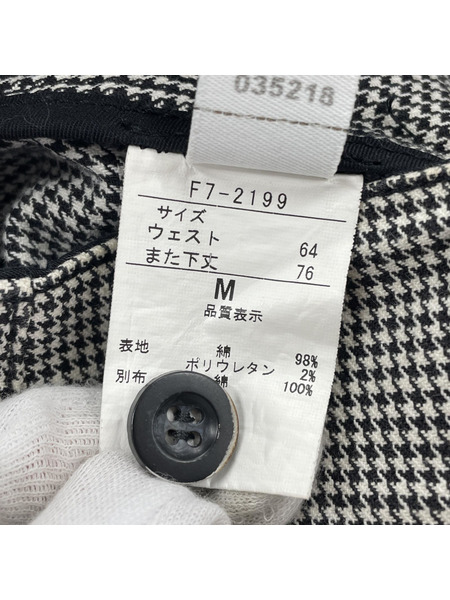 035218
F7-2199
サイズ
ウェスト 64
また下丈 76
M
品質表示
表地 綿 98%
ポリウレタン 2%
別布 綿 100%